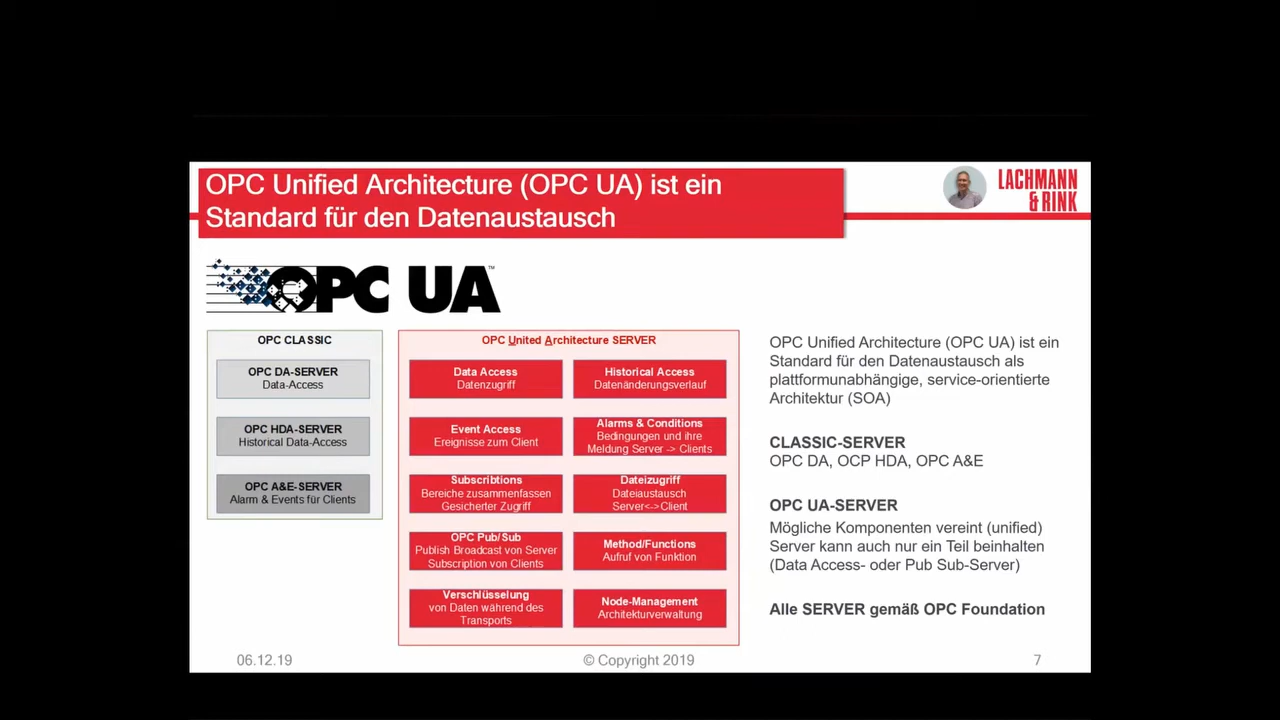 OPC Unified Architecture (OPC UA) ist ein
Standard für den Datenaustausch
LACHMANN
& RINK
OPC UA™
OPC CLASSIC
OPC DA-SERVER
Data-Access
OPC HDA-SERVER
Historical Data-Access
OPC A&E-SERVER
Alarm & Events für Clients
OPC United Architecture SERVER
Data Access
Datenzugriff
Historical Access
Datenänderungsverlauf
Event Access
Ereignisse zum Client
Alarms & Conditions
Bedingungen und ihre
Meldung Server -> Clients
Subscribtions
Bereiche zusammenfassen
Gesicherter Zugriff
Dateizugriff
Dateiaustausch
Server<->Client
OPC Pub/Sub
Publish Broadcast von Server
Subscription von Clients
Method/Functions
Aufruf von Funktion
Verschlüsselung
von Daten während des
Transports
Node-Management
Architekturverwaltung
OPC Unified Architecture (OPC UA) ist ein
Standard für den Datenaustausch als
plattformunabhängige, service-orientierte
Architektur (SOA)
CLASSIC-SERVER
OPC DA, OCP HDA, OPC A&E
OPC UA-SERVER
Mögliche Komponenten vereint (unified)
Server kann auch nur ein Teil beinhalten
(Data Access- oder Pub Sub-Server)
Alle SERVER gemäß OPC Foundation
06.12.19
© Copyright 2019
7